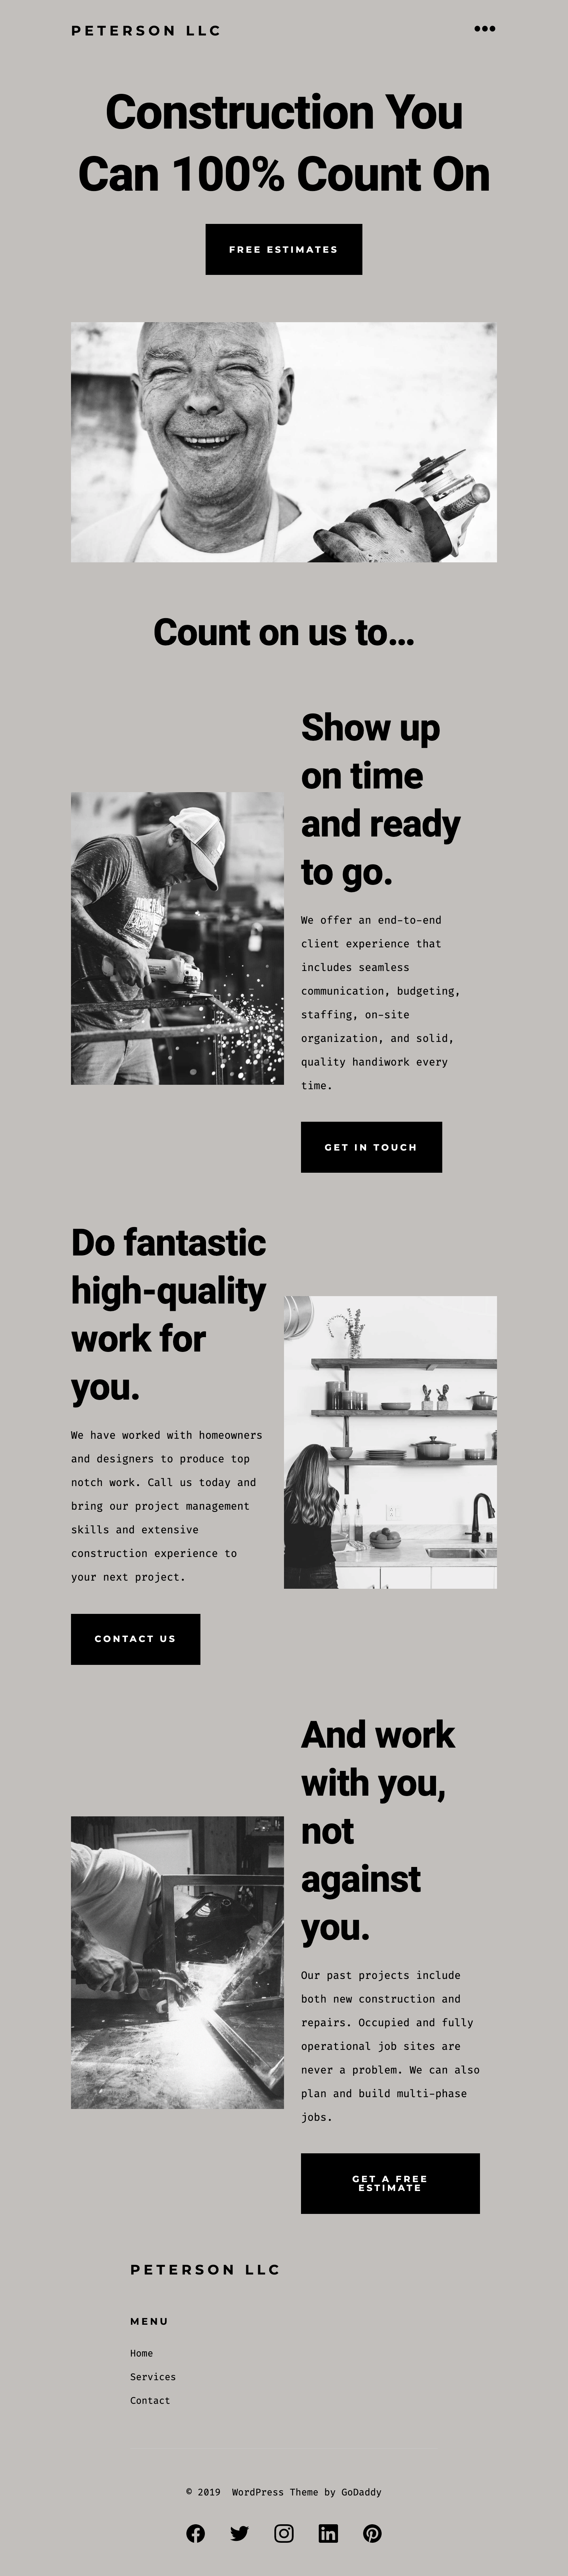 PETERSON LLC
Construction You
Can 100% Count On
FREE ESTIMATES
Count on us to…
Show up
on time
and ready
to go.
We offer an end-to-end
client experience that
includes seamless
communication, budgeting,
staffing, on-site
organization, and solid,
quality handiwork every
time.
GET IN TOUCH
Do fantastic
high-quality
work for
you.
We have worked with homeowners
and designers to produce top
notch work. Call us today and
bring our project management
skills and extensive
construction experience to
your next project.
CONTACT US
And work
with you,
not
against
you.
Our past projects include
both new construction and
repairs. Occupied and fully
operational job sites are
never a problem. We can also
plan and build multi-phase
jobs.
GET A FREE
ESTIMATE
PETERSON LLC
MENU
Home
Services
Contact
© 2019  WordPress Theme by GoDaddy